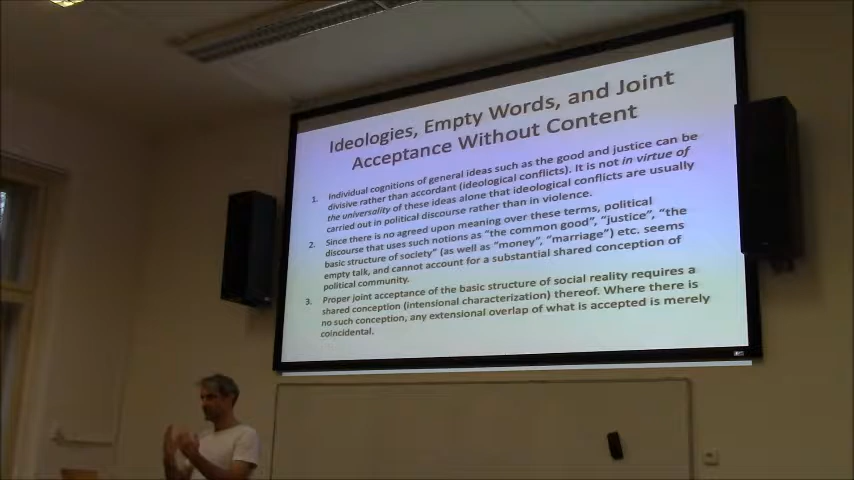 Ideologies, Empty Words, and Joint
Acceptance Without Content
1. Individual cognitions of general ideas such as the good and justice can be
divisive rather than accordant (ideological conflicts). It is not in virtue of
the universality of these ideas alone that ideological conflicts are usually
carried out in political discourse rather than in violence.
2. Since there is no agreed upon meaning over these terms, political
discourse that uses such notions as "the common good", "justice", "the
basic structure of society" (as well as "money", "marriage") etc. seems
empty talk, and cannot account for a substantial shared conception of
political community.
3. Proper joint acceptance of the basic structure of social reality requires a
shared conception (intensional characterization) thereof. Where there is
no such conception, any extensional overlap of what is accepted is merely
coincidental.